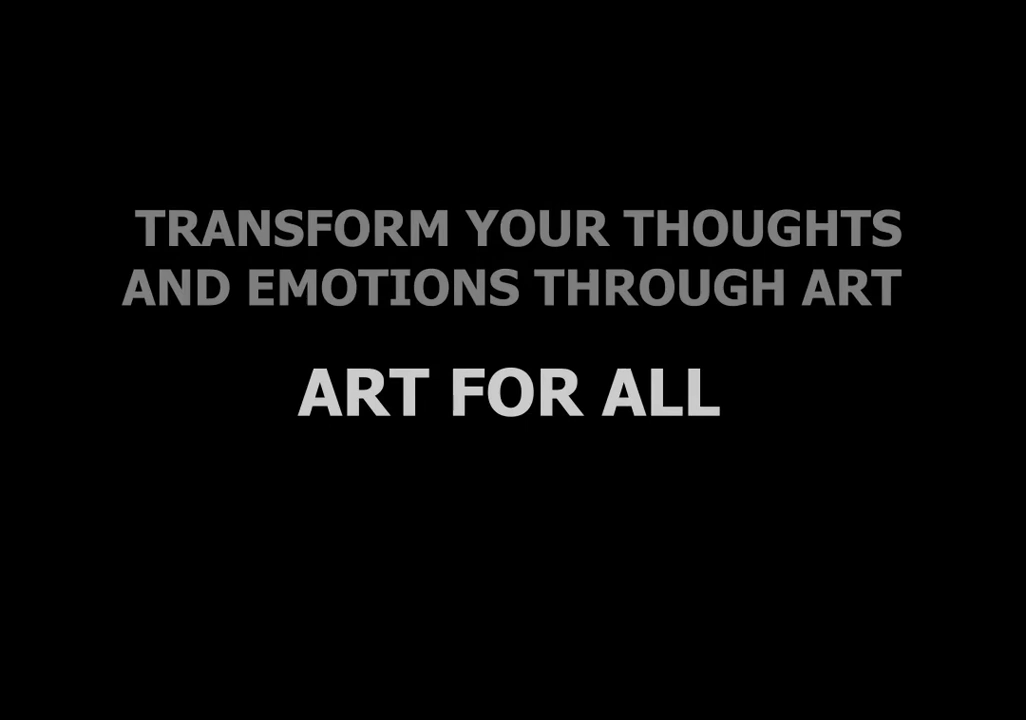 TRANSFORM YOUR THOUGHTS
AND EMOTIONS THROUGH ART
ART FOR ALL